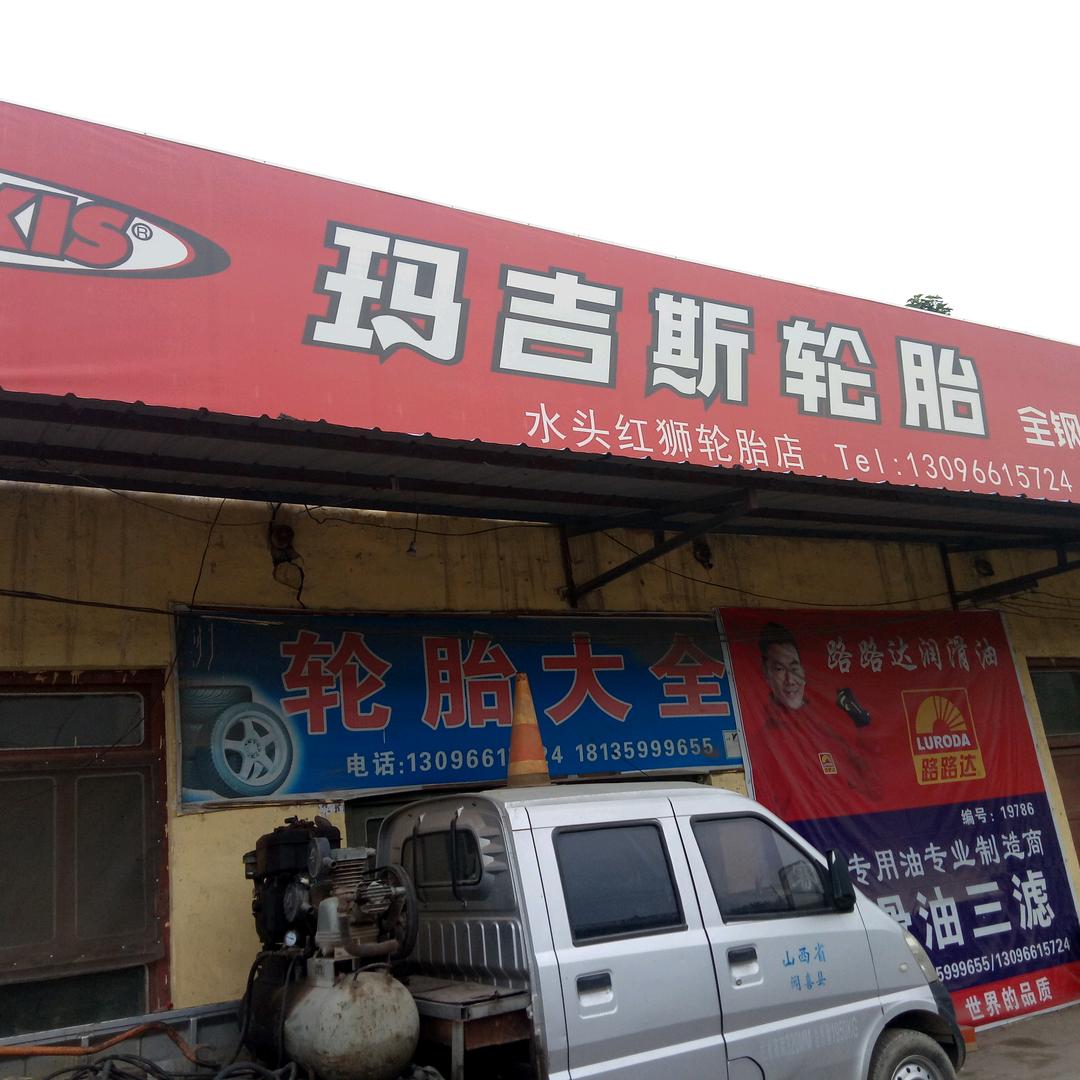 XIS®
玛吉斯轮胎
全钢
水头红狮轮胎店 Tel:13096615724
轮胎大全
电话:1309661 24 18135999655
路路达润滑油
LURODA
路路达
编号:19786
专用油专业制造商
滑油三滤
5999655/13096615724
世界的品质
山西省
闻喜县